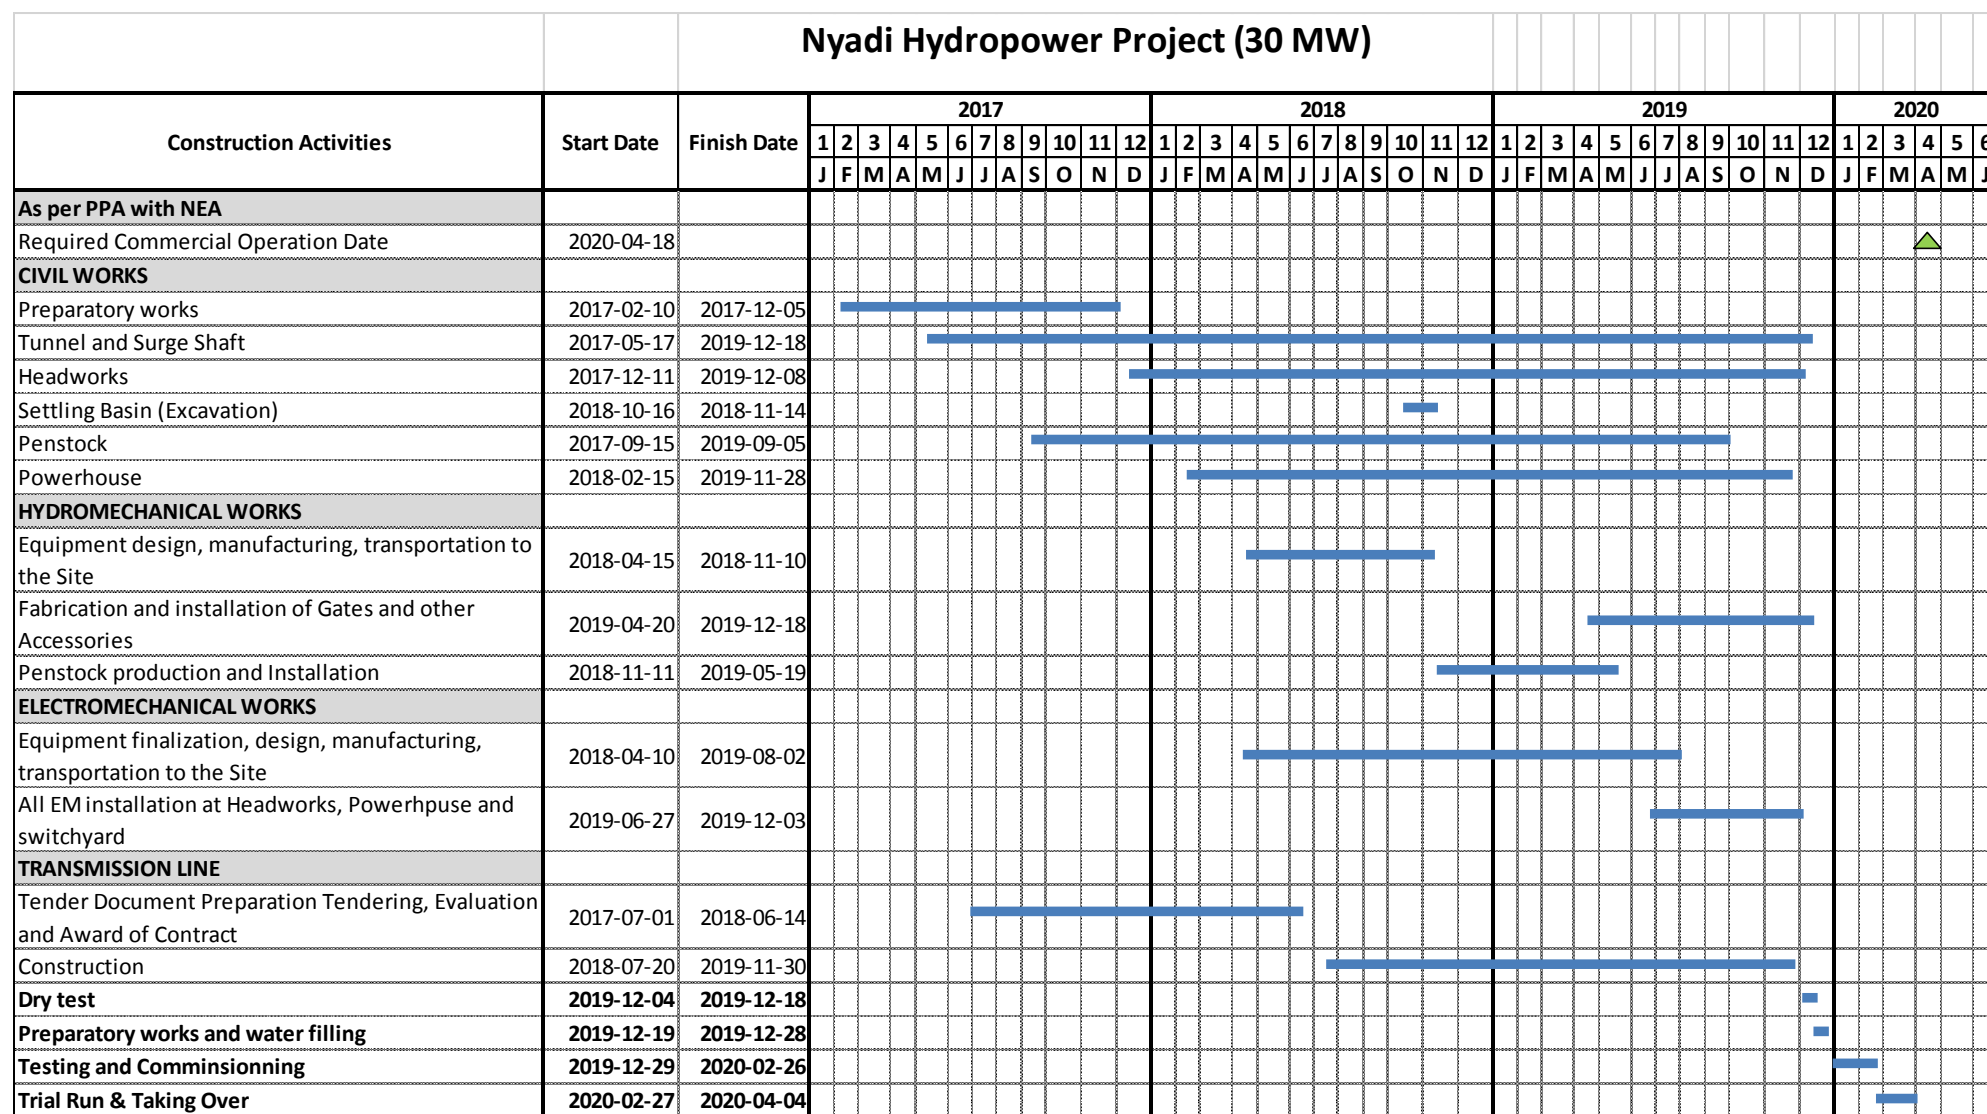 Nyadi Hydropower Project (30 MW)
Construction Activities Start Date Finish Date 2017 2018 2019 2020
1 2 3 4 5 6 7 8 9 10 11 12 1 2 3 4 5 6 7 8 9 10 11 12 1 2 3 4 5 6 7 8 9 10 11 12 1 2 3 4 5 6
J F M A M J J A S O N D J F M A M J J A S O N D J F M A M J J A S O N D J F M A M J
As per PPA with NEA
Required Commercial Operation Date 2020-04-18
CIVIL WORKS
Preparatory works 2017-02-10 2017-12-05
Tunnel and Surge Shaft 2017-05-17 2019-12-18
Headworks 2017-12-11 2019-12-08
Settling Basin (Excavation) 2018-10-16 2018-11-14
Penstock 2017-09-15 2019-09-05
Powerhouse 2018-02-15 2019-11-28
HYDROMECHANICAL WORKS
Equipment design, manufacturing, transportation to
the Site 2018-04-15 2018-11-10
Fabrication and installation of Gates and other
Accessories 2019-04-20 2019-12-18
Penstock production and Installation 2018-11-11 2019-05-19
ELECTROMECHANICAL WORKS
Equipment finalization, design, manufacturing,
transportation to the Site 2018-04-10 2019-08-02
All EM installation at Headworks, Powerhpuse and
switchyard 2019-06-27 2019-12-03
TRANSMISSION LINE
Tender Document Preparation Tendering, Evaluation
and Award of Contract 2017-07-01 2018-06-14
Construction 2018-07-20 2019-11-30
Dry test 2019-12-04 2019-12-18
Preparatory works and water filling 2019-12-19 2019-12-28
Testing and Comminsionning 2019-12-29 2020-02-26
Trial Run & Taking Over 2020-02-27 2020-04-04